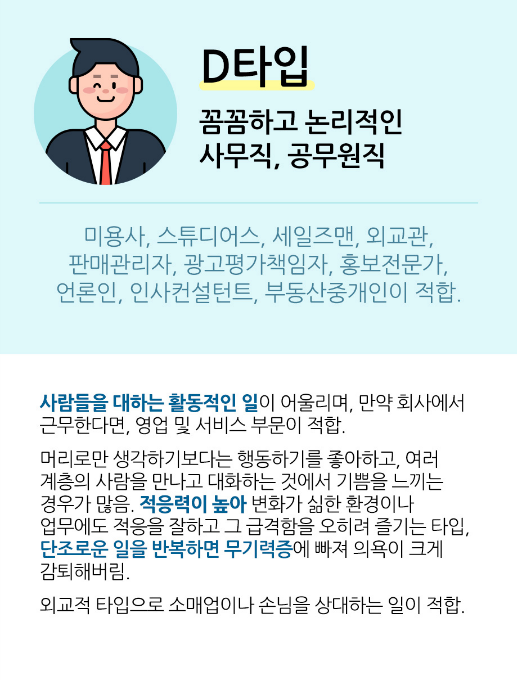 D타입
꼼꼼하고 논리적인
사무직, 공무원직
미용사, 스튜디어스, 세일즈맨, 외교관,
판매관리자, 광고평가책임자, 홍보전문가,
언론인, 인사컨설턴트, 부동산중개인이 적합.
사람들을 대하는 활동적인 일이 어울리며, 만약 회사에서
근무한다면, 영업 및 서비스 부문이 적합.
머리로만 생각하기보다는 행동하기를 좋아하고, 여러
계층의 사람을 만나고 대화하는 것에서 기쁨을 느끼는
경우가 많음. 적응력이 높아 변화가 싦한 환경이나
업무에도 적응을 잘하고 그 급격함을 오히려 즐기는 타입,
단조로운 일을 반복하면 무기력증에 빠져 의욕이 크게
감퇴해버림.
외교적 타입으로 소매업이나 손님을 상대하는 일이 적합.